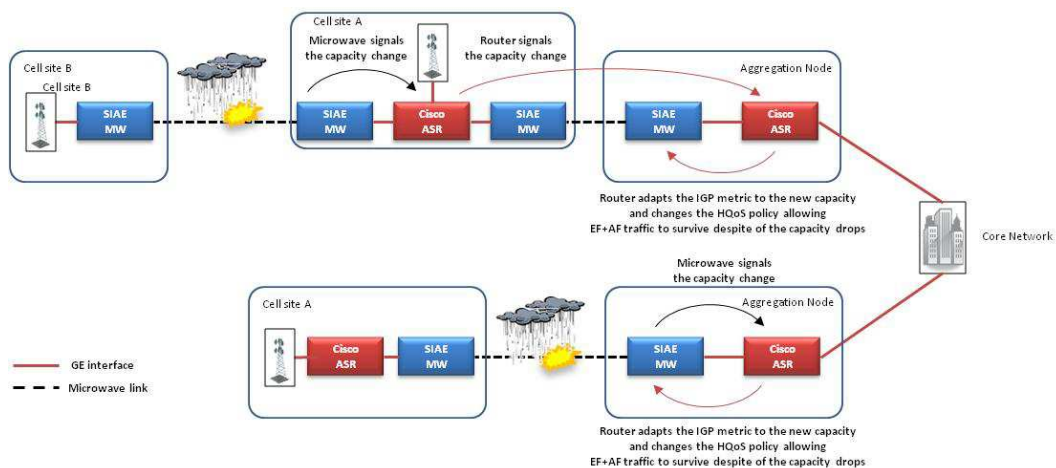 Cell site A
Microwave signals
the capacity change
Router signals
the capacity change
Cell site B
Cell site B
Aggregation Node
SIAE
MW
SIAE
MW
Cisco
ASR
SIAE
MW
SIAE
MW
Cisco
ASR
Router adapts the IGP metric to the new capacity
and changes the HQoS policy allowing
EF+AF traffic to survive despite of the capacity drops
Core Network
Microwave signals
the capacity change
Cell site A
Aggregation Node
Cisco
ASR
SIAE
MW
SIAE
MW
Cisco
ASR
GE interface
Microwave link
Router adapts the IGP metric to the new capacity
and changes the HQoS policy allowing
EF+AF traffic to survive despite of the capacity drops